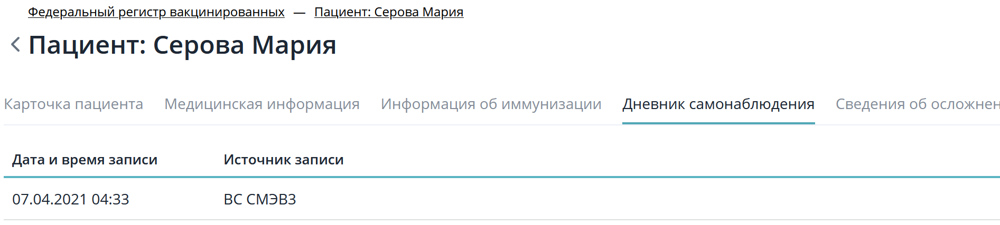 Федеральный регистр вакцинированных — Пациент: Серова Мария
Пациент: Серова Мария
Карточка пациента Медицинская информация Информация об иммунизации Дневник самонаблюдения Сведения об осложнен
Дата и время записи Источник записи
07.04.2021 04:33 ВС СМЭВ3